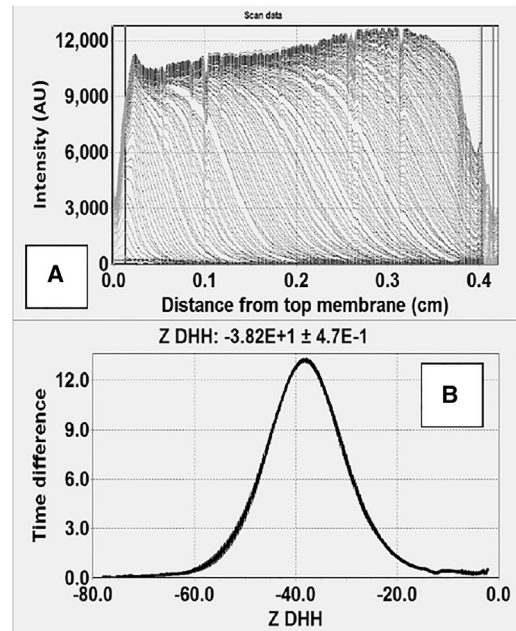 Scan data
12,000
9,000
6,000
3,000
0
Intensity (AU)
A
0.0 0.1 0.2 0.3 0.4
Distance from top membrane (cm)
Z DHH: -3.82E+1 ± 4.7E-1
12.0
9.0
6.0
3.0
0.0
Time difference
B
-80.0 -60.0 -40.0 -20.0 0.0
Z DHH